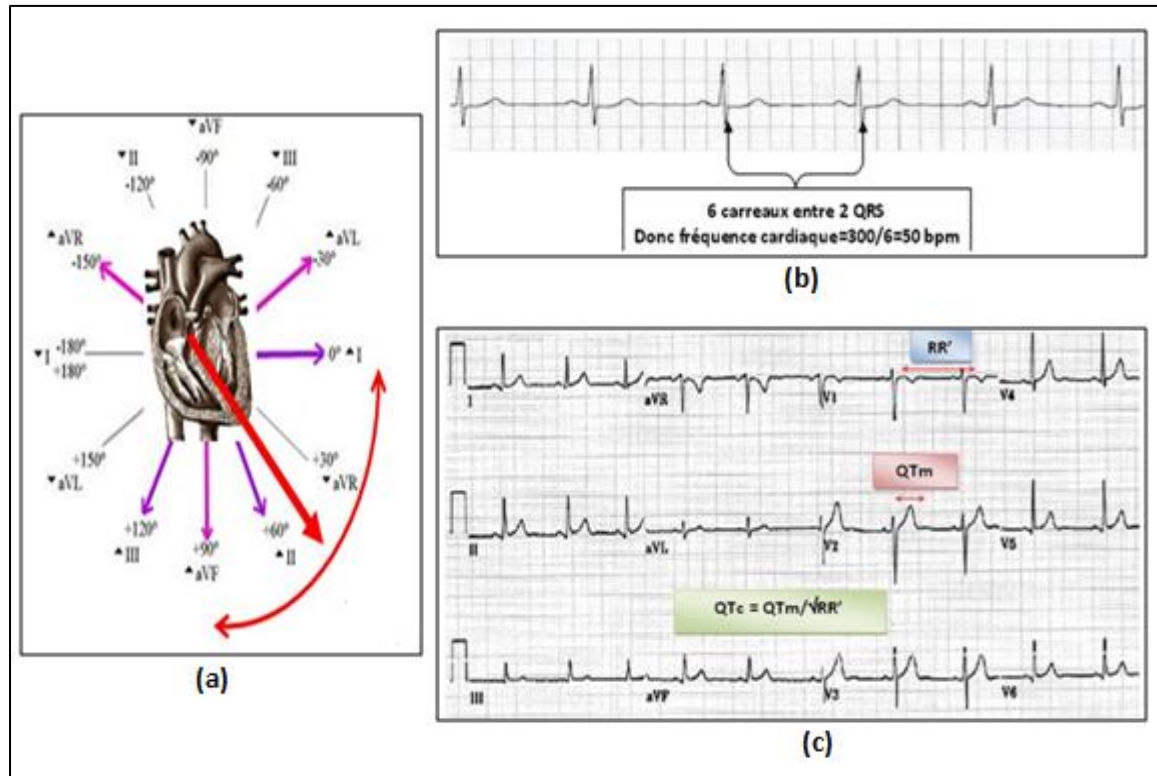 ▼aVF
-90°
▼II
-120°
▼III
-60°
▲aVR
-150°
▲aVL
-30°
▼I
-180°
+180°
0° ▲I
+150°
▼aVL
+30°
▼aVR
+120°
▲III
+90°
▲aVF
+60°
▲II
(a)
6 carreaux entre 2 QRS
Donc fréquence cardiaque=300/6=50 bpm
(b)
RR'
I
aVR
V1
V4
QTm
II
aVL
V2
V5
QTc = QTm/√RR'
III
aVF
V3
V6
(c)